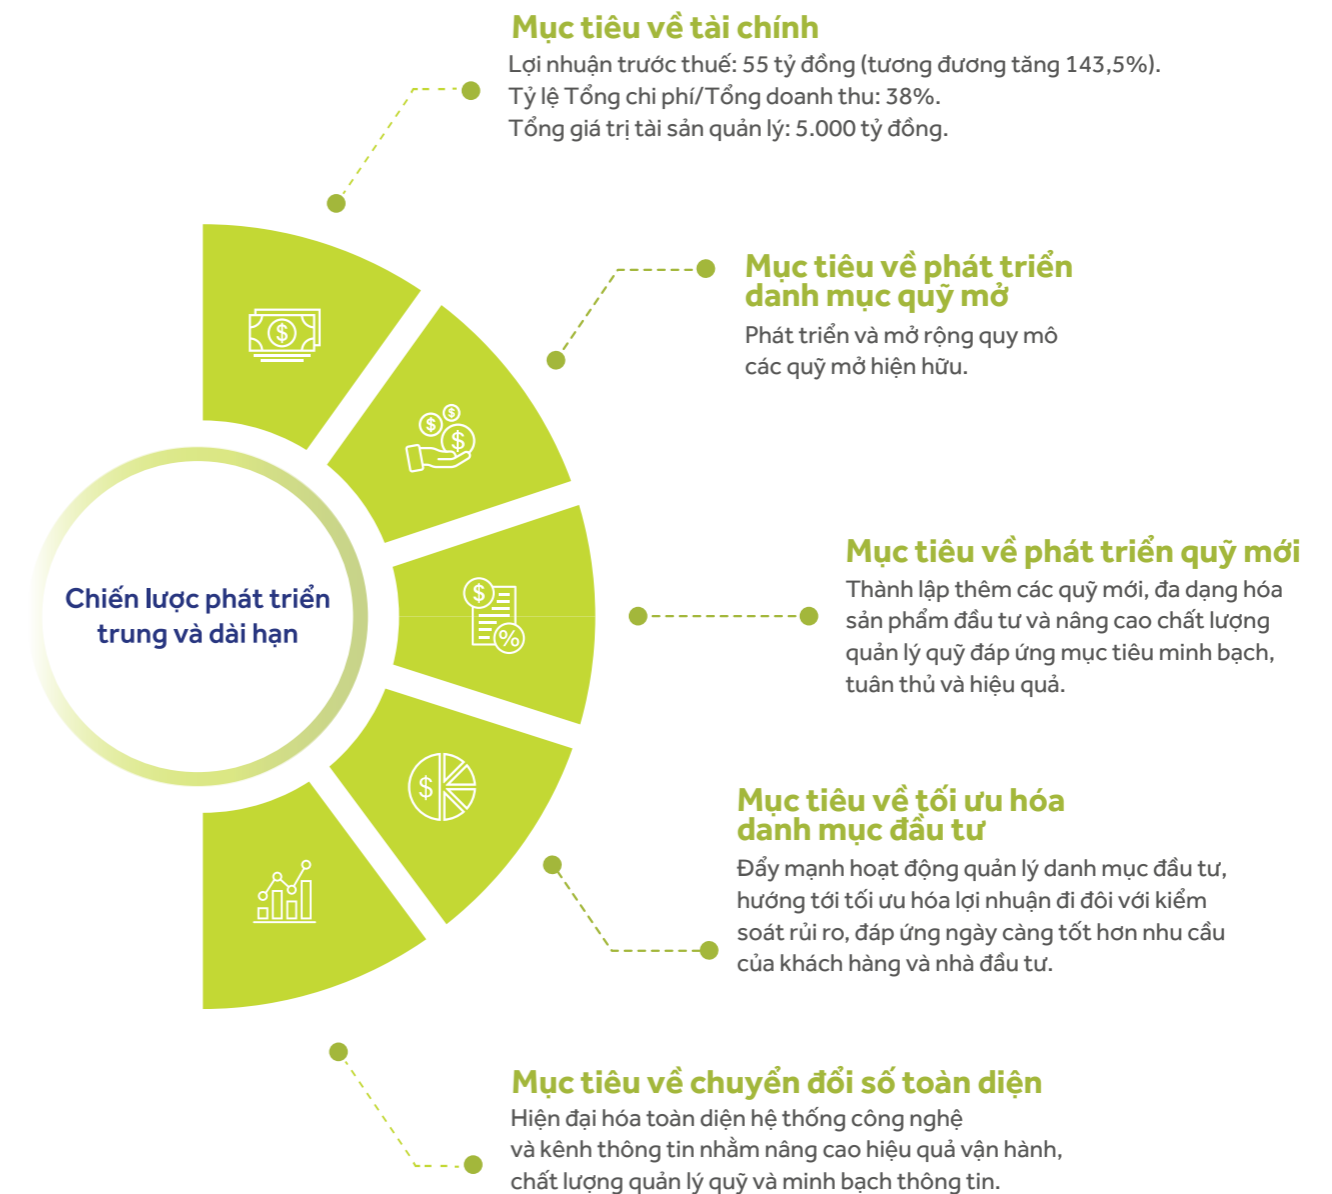 Mục tiêu về tài chính
Lợi nhuận trước thuế: 55 tỷ đồng (tương đương tăng 143,5%).
Tỷ lệ Tổng chi phí/Tổng doanh thu: 38%.
Tổng giá trị tài sản quản lý: 5.000 tỷ đồng.
Mục tiêu về phát triển
danh mục quỹ mở
Phát triển và mở rộng quy mô
các quỹ mở hiện hữu.
Mục tiêu về phát triển quỹ mới
Thành lập thêm các quỹ mới, đa dạng hóa
sản phẩm đầu tư và nâng cao chất lượng
quản lý quỹ đáp ứng mục tiêu minh bạch,
tuân thủ và hiệu quả.
Chiến lược phát triển
trung và dài hạn
Mục tiêu về tối ưu hóa
danh mục đầu tư
Đẩy mạnh hoạt động quản lý danh mục đầu tư,
hướng tới tối ưu hóa lợi nhuận đi đôi với kiểm
soát rủi ro, đáp ứng ngày càng tốt hơn nhu cầu
của khách hàng và nhà đầu tư.
Mục tiêu về chuyển đổi số toàn diện
Hiện đại hóa toàn diện hệ thống công nghệ
và kênh thông tin nhằm nâng cao hiệu quả vận hành,
chất lượng quản lý quỹ và minh bạch thông tin.